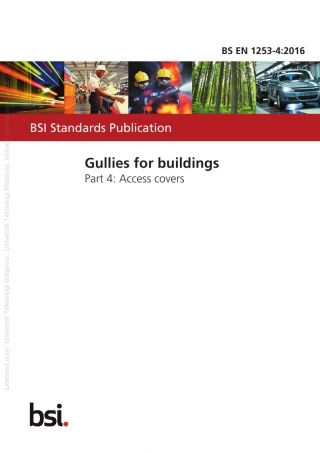 BS EN 1253-4:2016
BSI Standards Publication
Gullies for buildings
Part 4: Access covers
bsi.
Licensed copy: Universiti Teknologi Malaysia, Universiti Teknologi Malaysia, Version